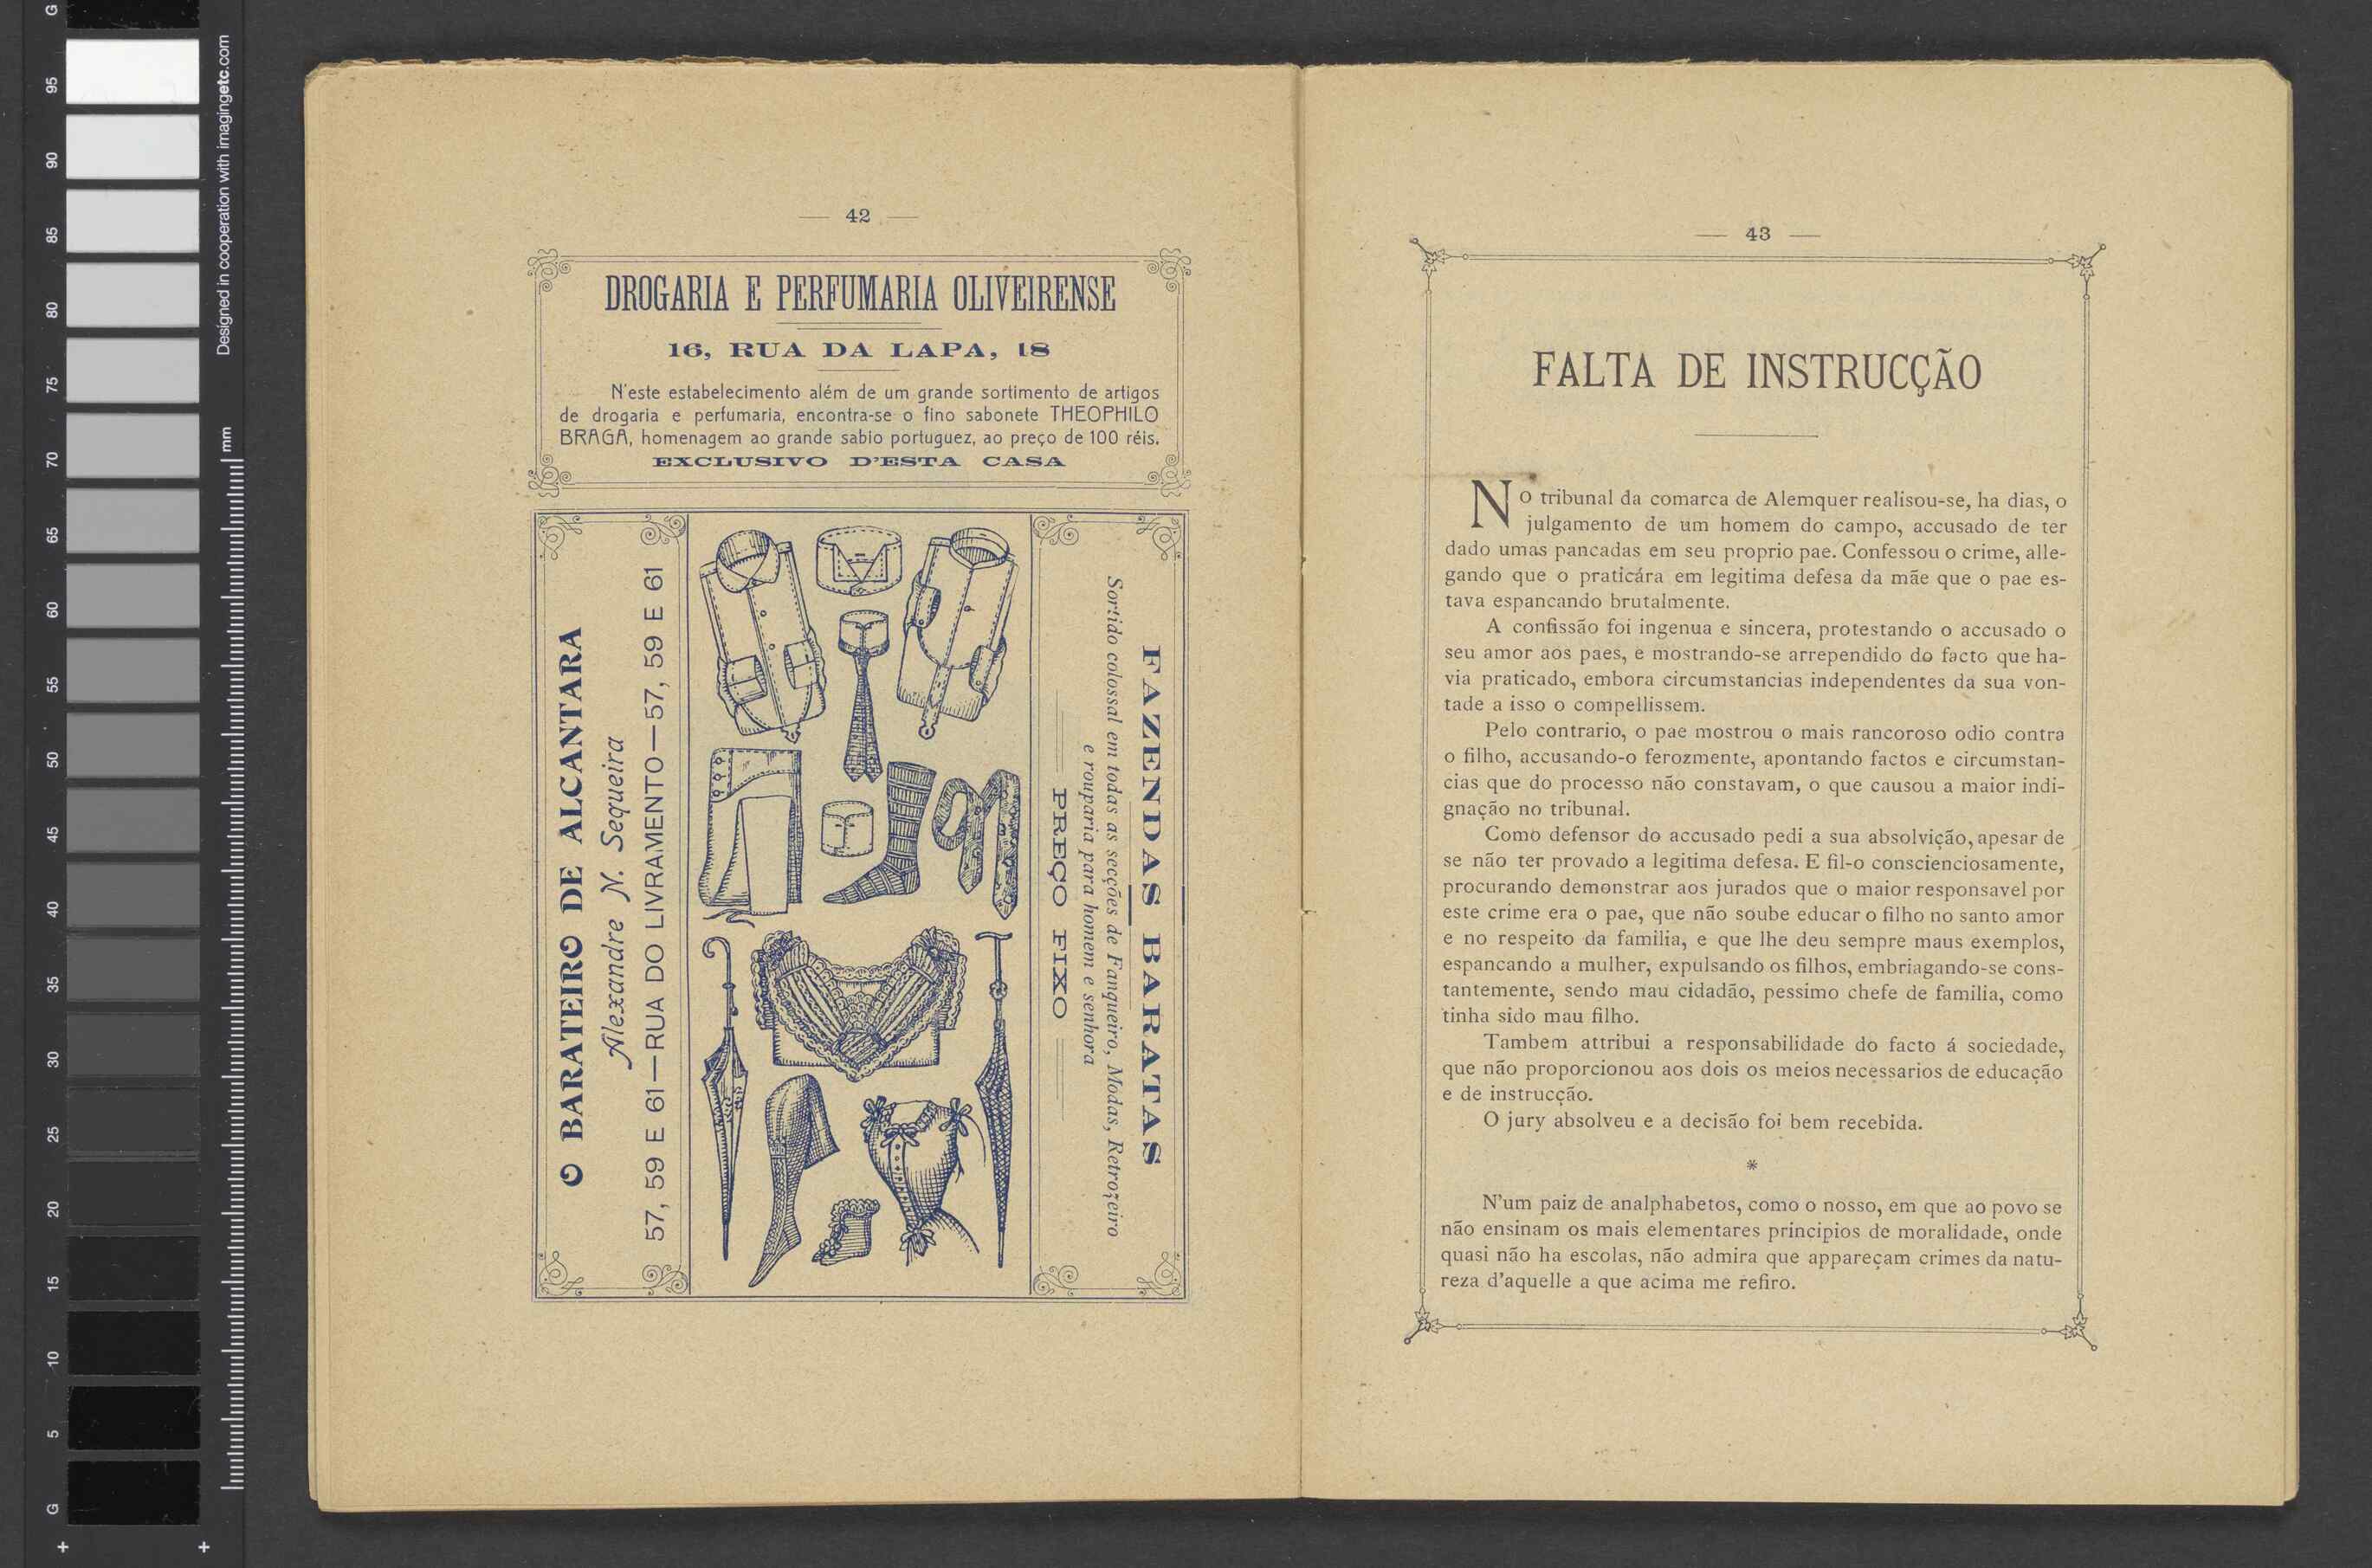 — 42 —
DROGARIA E PERFUMARIA OLIVEIRENSE
16, RUA DA LAPA, 18
N'este estabelecimento além de um grande sortimento de artigos
de drogaria e perfumaria, encontra-se o fino sabonete THEOPHILO
BRAGA, homenagem ao grande sabio portuguez, ao preço de 100 réis.
EXCLUSIVO D'ESTA CASA
O BARATEIRO DE ALCANTARA
Alexandre N. Sequeira
57, 59 E 61—RUA DO LIVRAMENTO—57, 59 E 61
FAZENDAS BARATAS
Sortido colossal em todas as secções de Fanqueiro, Modas, Retrozeiro
e rouparia para homem e senhora
PREÇO FIXO
— 43 —
FALTA DE INSTRUCÇÃO
No tribunal da comarca de Alemquer realisou-se, ha dias, o
julgamento de um homem do campo, accusado de ter
dado umas pancadas em seu proprio pae. Confessou o crime, alle-
gando que o praticára em legitima defesa da mãe que o pae es-
tava espancando brutalmente.
A confissão foi ingenua e sincera, protestando o accusado o
seu amor aos paes, e mostrando-se arrependido do facto que ha-
via praticado, embora circumstancias independentes da sua von-
tade a isso o compellissem.
Pelo contrario, o pae mostrou o mais rancoroso odio contra
o filho, accusando-o ferozmente, apontando factos e circumstan-
cias que do processo não constavam, o que causou a maior indi-
gnação no tribunal.
Como defensor do accusado pedi a sua absolvição, apesar de
se não ter provado a legitima defesa. E fil-o conscienciosamente,
procurando demonstrar aos jurados que o maior responsavel por
este crime era o pae, que não soube educar o filho no santo amor
e no respeito da familia, e que lhe deu sempre maus exemplos,
espancando a mulher, expulsando os filhos, embriagando-se cons-
tantemente, sendo mau cidadão, pessimo chefe de familia, como
tinha sido mau filho.
Tambem attribui a responsabilidade do facto á sociedade,
que não proporcionou aos dois os meios necessarios de educação
e de instrucção.
O jury absolveu e a decisão foi bem recebida.
*
N'um paiz de analphabetos, como o nosso, em que ao povo se
não ensinam os mais elementares principios de moralidade, onde
quasi não ha escolas, não admira que appareçam crimes da natu-
reza d'aquelle a que acima me refiro.
Designed in cooperation with imagingetc.com
mm
G
95
90
85
80
75
70
65
60
55
50
45
40
35
30
25
20
15
10
5
G